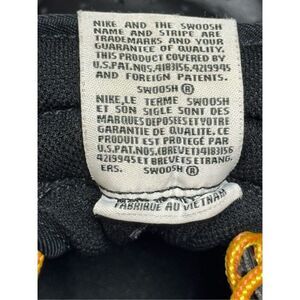 NIKE AND THE SWOOSH
NAME AND STRIPE ARE
TRADEMARKS AND YOUR
GUARANTEE OF QUALITY.
THIS PRODUCT COVERED BY
U.S.PAT.NOS.4183156.4219945
AND FOREIGN PATENTS.
SWOOSH ®
NIKE,LE TERME SWOOSH
ET SON SIGLE SONT DES
MARQUES DEPOSEES ET VOTRE
GARANTIE DE QUALITE. CE
PRODUIT EST PROTEGÉ PAR
U.S.PAT.NOS.(BREVET)4183156
4219945 ET BREVETS ETRANG
ERS. SWOOSH ®
FABRIQUE AU VIETNAM